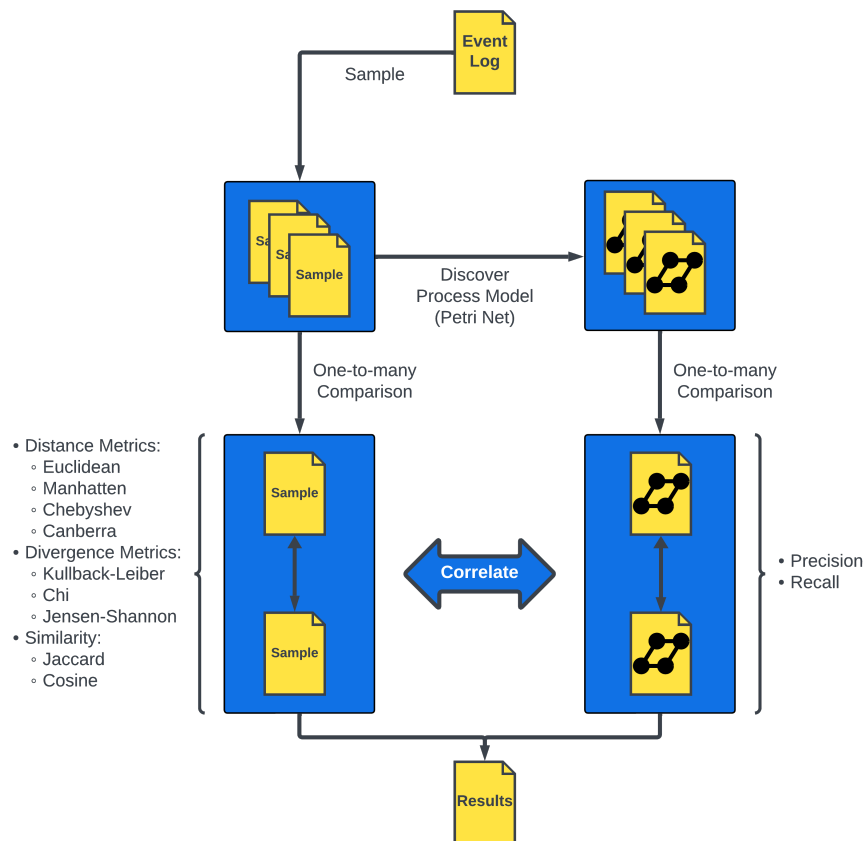 Event
Log
Sample
Sa
Sa
Sample
Discover
Process Model
(Petri Net)
One-to-many
Comparison
One-to-many
Comparison
• Distance Metrics:
◦ Euclidean
◦ Manhatten
◦ Chebyshev
◦ Canberra
• Divergence Metrics:
◦ Kullback-Leiber
◦ Chi
◦ Jensen-Shannon
• Similarity:
◦ Jaccard
◦ Cosine
Sample
Sample
Correlate
• Precision
• Recall
Results